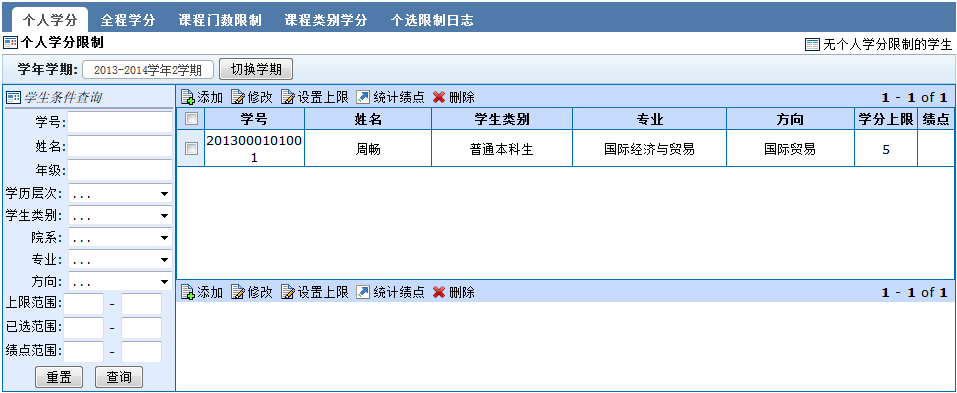 个人学分 全程学分 课程门数限制 课程类别学分 个选限制日志
个人学分限制 无个人学分限制的学生
学年学期: 2013-2014学年2学期 切换学期
学生条件查询
学号:
姓名:
年级:
学历层次: ...
学生类别: ...
院系: ...
专业: ...
方向: ...
上限范围: -
已选范围: -
绩点范围: -
重置 查询
添加 修改 设置上限 统计绩点 删除 1 - 1 of 1
学号 姓名 学生类别 专业 方向 学分上限 绩点
201300010100
1 周畅 普通本科生 国际经济与贸易 国际贸易 5
添加 修改 设置上限 统计绩点 删除 1 - 1 of 1